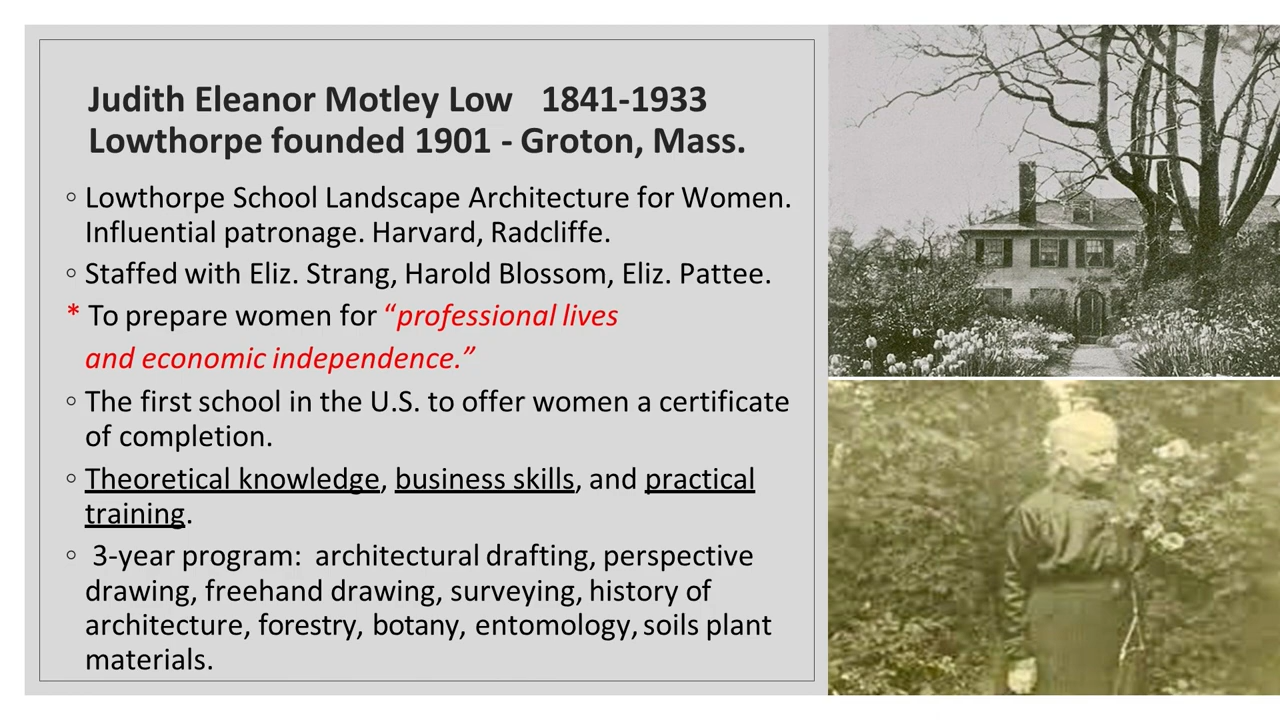 Judith Eleanor Motley Low 1841-1933
Lowthorpe founded 1901 - Groton, Mass.
◦ Lowthorpe School Landscape Architecture for Women.
Influential patronage. Harvard, Radcliffe.
◦ Staffed with Eliz. Strang, Harold Blossom, Eliz. Pattee.
* To prepare women for “professional lives
and economic independence.”
◦ The first school in the U.S. to offer women a certificate
of completion.
◦ Theoretical knowledge, business skills, and practical
training.
◦ 3-year program: architectural drafting, perspective
drawing, freehand drawing, surveying, history of
architecture, forestry, botany, entomology, soils plant
materials.